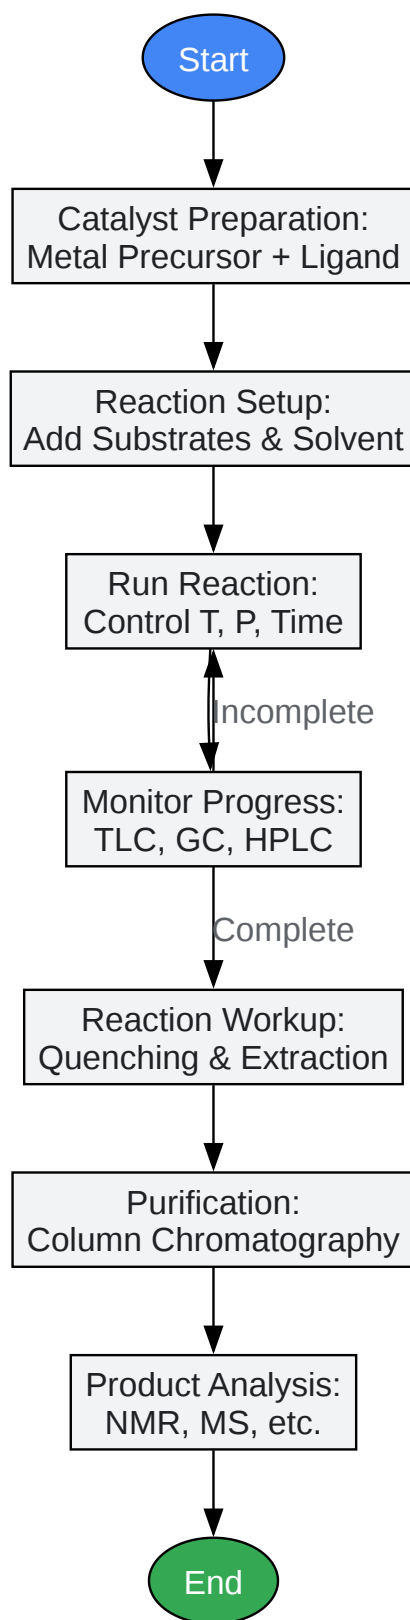 Start
Catalyst Preparation:
Metal Precursor + Ligand
Reaction Setup:
Add Substrates & Solvent
Run Reaction:
Control T, P, Time
Incomplete
Monitor Progress:
TLC, GC, HPLC
Complete
Reaction Workup:
Quenching & Extraction
Purification:
Column Chromatography
Product Analysis:
NMR, MS, etc.
End